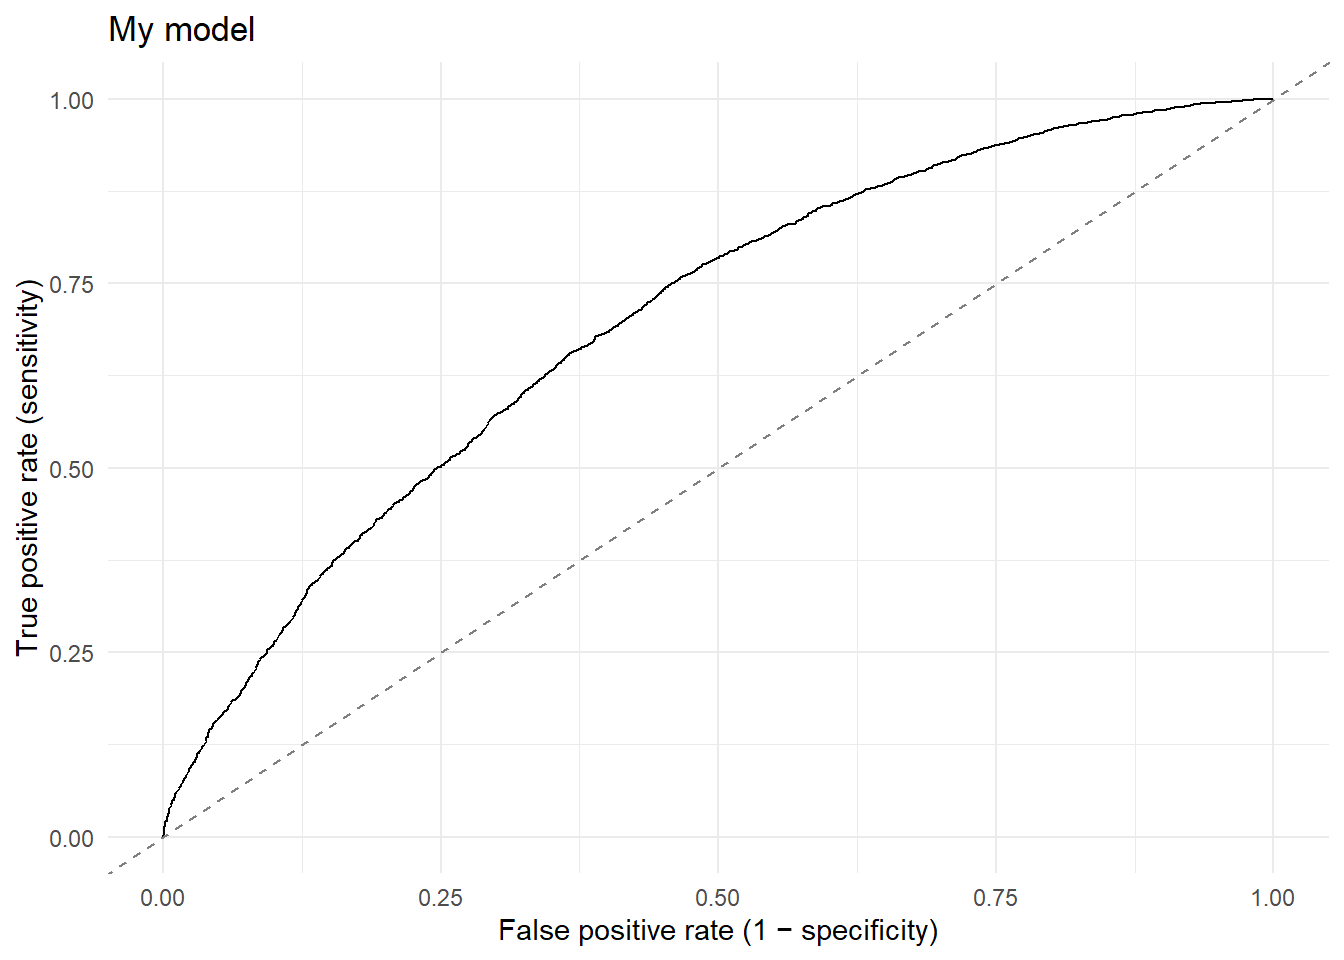 My model
True positive rate (sensitivity)
1.00
0.75
0.50
0.25
0.00
0.00 0.25 0.50 0.75 1.00
False positive rate (1 − specificity)